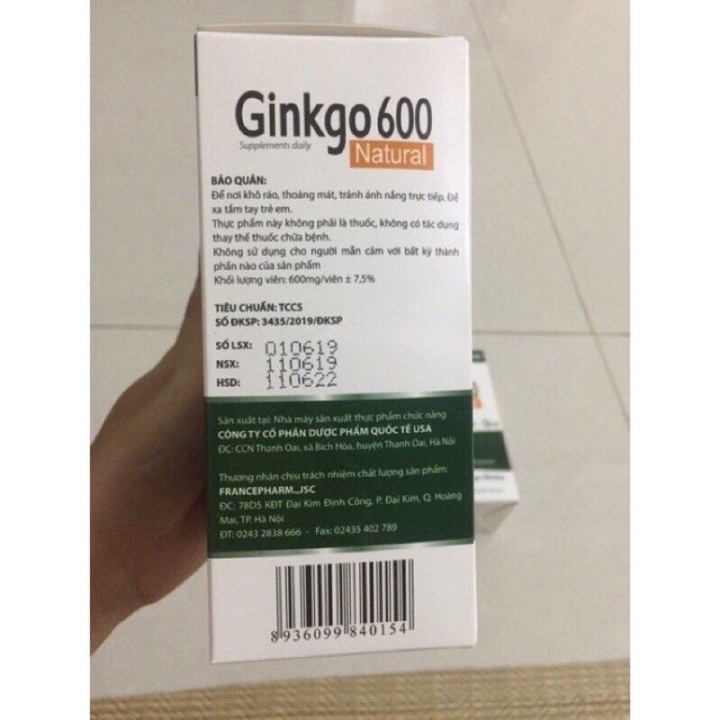 Ginkgo 600
Supplements daily
Natural
BẢO QUẢN:
Để nơi khô ráo, thoáng mát, tránh ánh nắng trực tiếp. Để
xa tầm tay trẻ em.
Thực phẩm này không phải là thuốc, không có tác dụng
thay thế thuốc chữa bệnh.
Không sử dụng cho người mẫn cảm với bất kỳ thành
phần nào của sản phẩm
Khối lượng viên: 600mg/viên ± 7,5%
TIÊU CHUẨN: TCCS
SỐ ĐKSP: 3435/2019/ĐKSP
SỐ LSX: 010619
NSX: 110619
HSD: 110622
Sản xuất tại: Nhà máy sản xuất thực phẩm chức năng
CÔNG TY CỔ PHẦN DƯỢC PHẨM QUỐC TẾ USA
ĐC: CCN Thanh Oai, xã Bích Hòa, huyện Thanh Oai, Hà Nội
Thương nhân chịu trách nhiệm chất lượng sản phẩm:
FRANCEPHARM.,JSC
ĐC: 78D5 KĐT Đại Kim Định Công, P. Đại Kim, Q. Hoàng
Mai, TP. Hà Nội
ĐT: 0243 2838 666 - Fax: 02435 402 789
8936099 840154